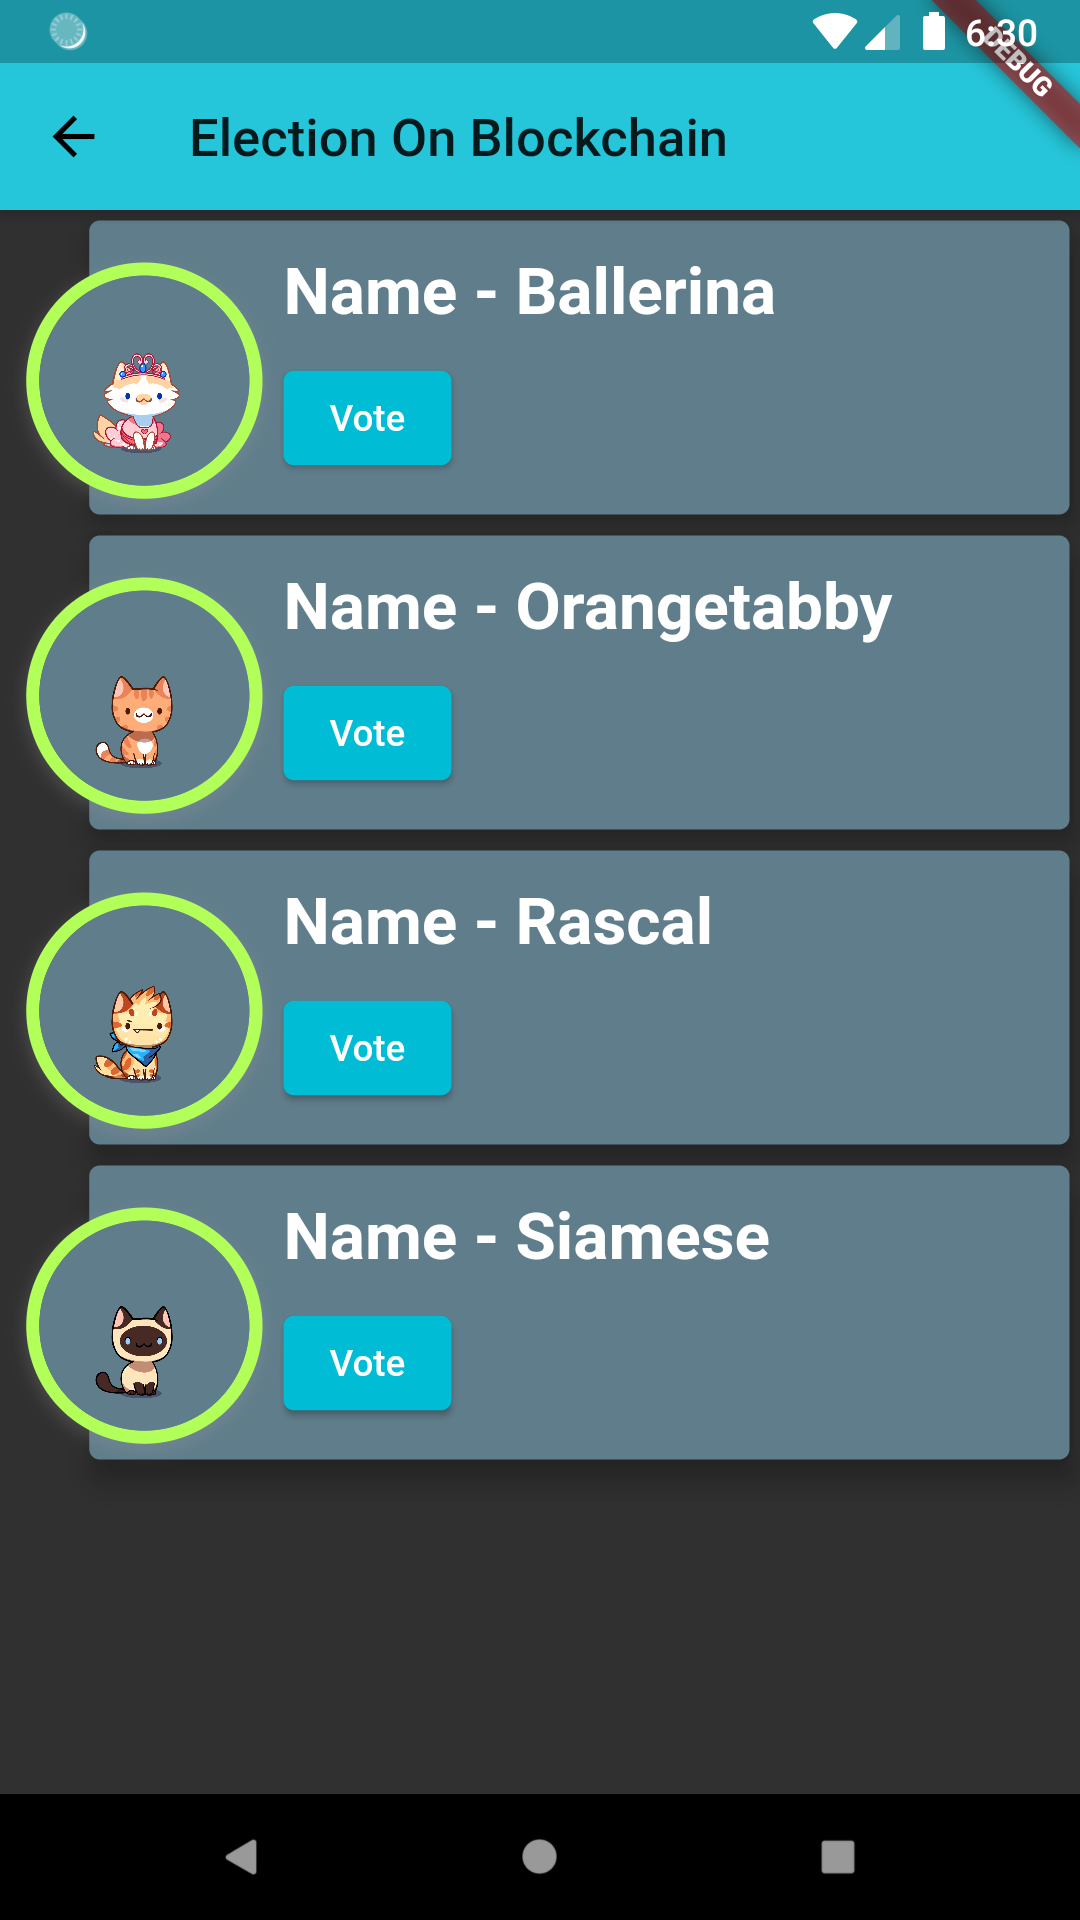 6:30
DEBUG
Election On Blockchain
Name - Ballerina
Vote
Name - Orangetabby
Vote
Name - Rascal
Vote
Name - Siamese
Vote